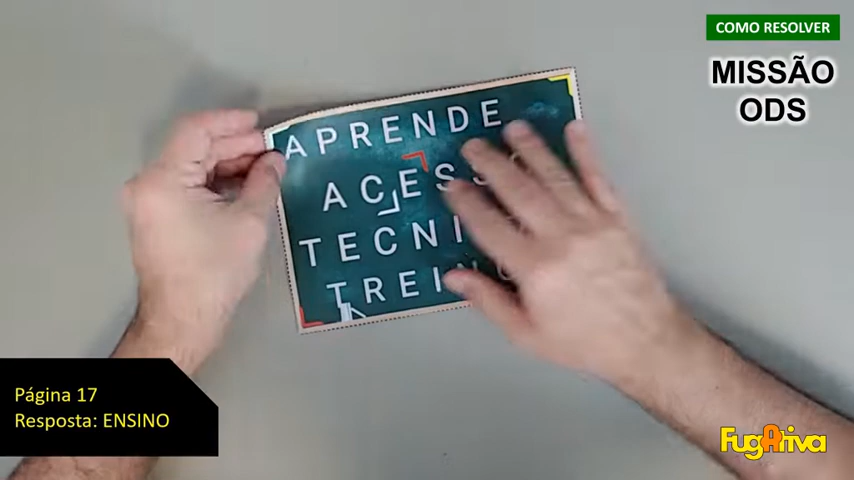 COMO RESOLVER
MISSÃO
ODS
APRENDE
ACESS
TECNI
TREIN
Página 17
Resposta: ENSINO
FugAtiva